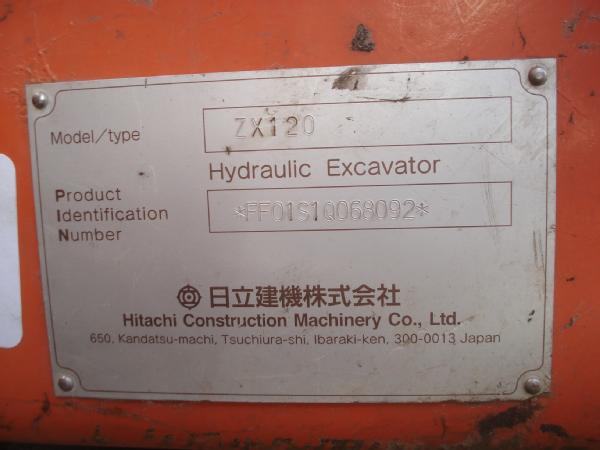 Model/type ZX120
Hydraulic Excavator
Product
Identification
Number
*FF01S1Q068092*
日立建機株式会社
Hitachi Construction Machinery Co., Ltd.
650, Kandatsu-machi, Tsuchiura-shi, Ibaraki-ken, 300-0013 Japan